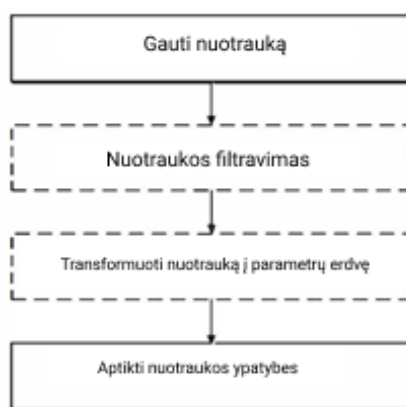 Gauti nuotrauką
Nuotraukos filtravimas
Transformuoti nuotrauką į parametrų erdvę
Aptikti nuotraukos ypatybes